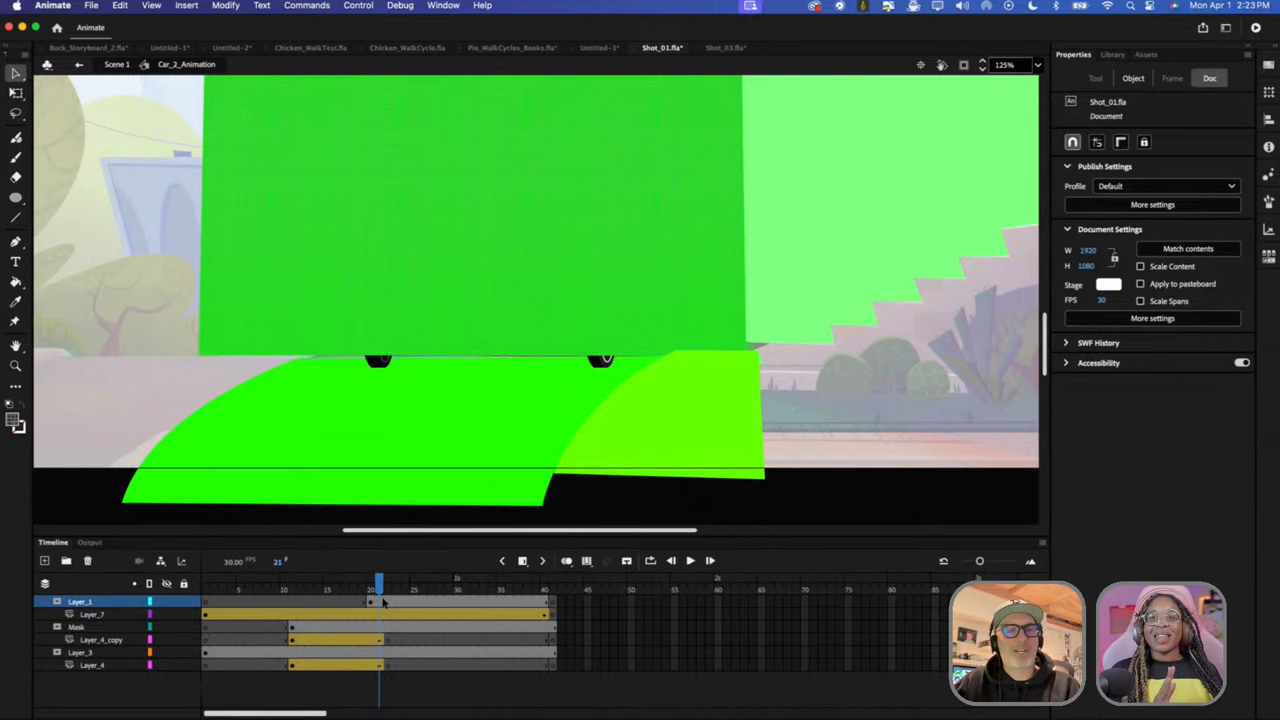 Animate File Edit View Insert Modify Text Commands Control Debug Window Help Mon Apr 1 2:23 PM
Animate
Buck_Storyboard_2.fla* Untitled-1* Untitled-2* Chicken_WalkTest.fla Chicken_WalkCycle.fla Pio_WalkCycles_Books.fla* Untitled-3* Shot_01.fla* Shot_03.fla*
Scene 1 Car_2_Animation 125%
Properties Library Assets
Tool Object Frame Doc
An Shot_01.fla
Document
Publish Settings
Profile Default
More settings
Document Settings
W 1920 Match contents
H 1080 Scale Content
Stage Apply to pasteboard
FPS 30 Scale Spans
More settings
SWF History
Accessibility
Timeline Output
30.00 FPS 21 F
5 10 15 20 25 1s 35 40 45 50 55 2s 65 70 75 80 85 3s
Layer_1
Layer_7
Mask
Layer_4_copy
Layer_3
Layer_4